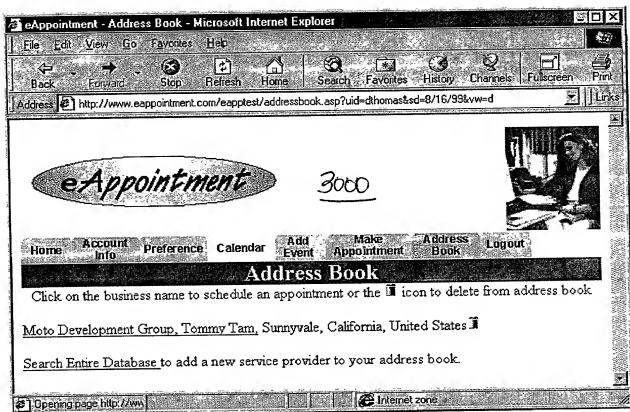 eAppointment - Address Book - Microsoft Internet Explorer
File Edit View Go Favorites Help
Back Forward Stop Refresh Home Search Favorites History Channels Fullscreen Print
Address http://www.eappointment.com/eapptest/addressbook.asp?uid=dthomas&sd=8/16/99&vw=d Links
eAppointment
3000
Home Account Info Preference Calendar Add Event Make Appointment Address Book Logout
Address Book
Click on the business name to schedule an appointment or the icon to delete from address book
Moto Development Group, Tommy Tam, Sunnyvale, California, United States
Search Entire Database to add a new service provider to your address book.
Opening page http://ww Internet zone